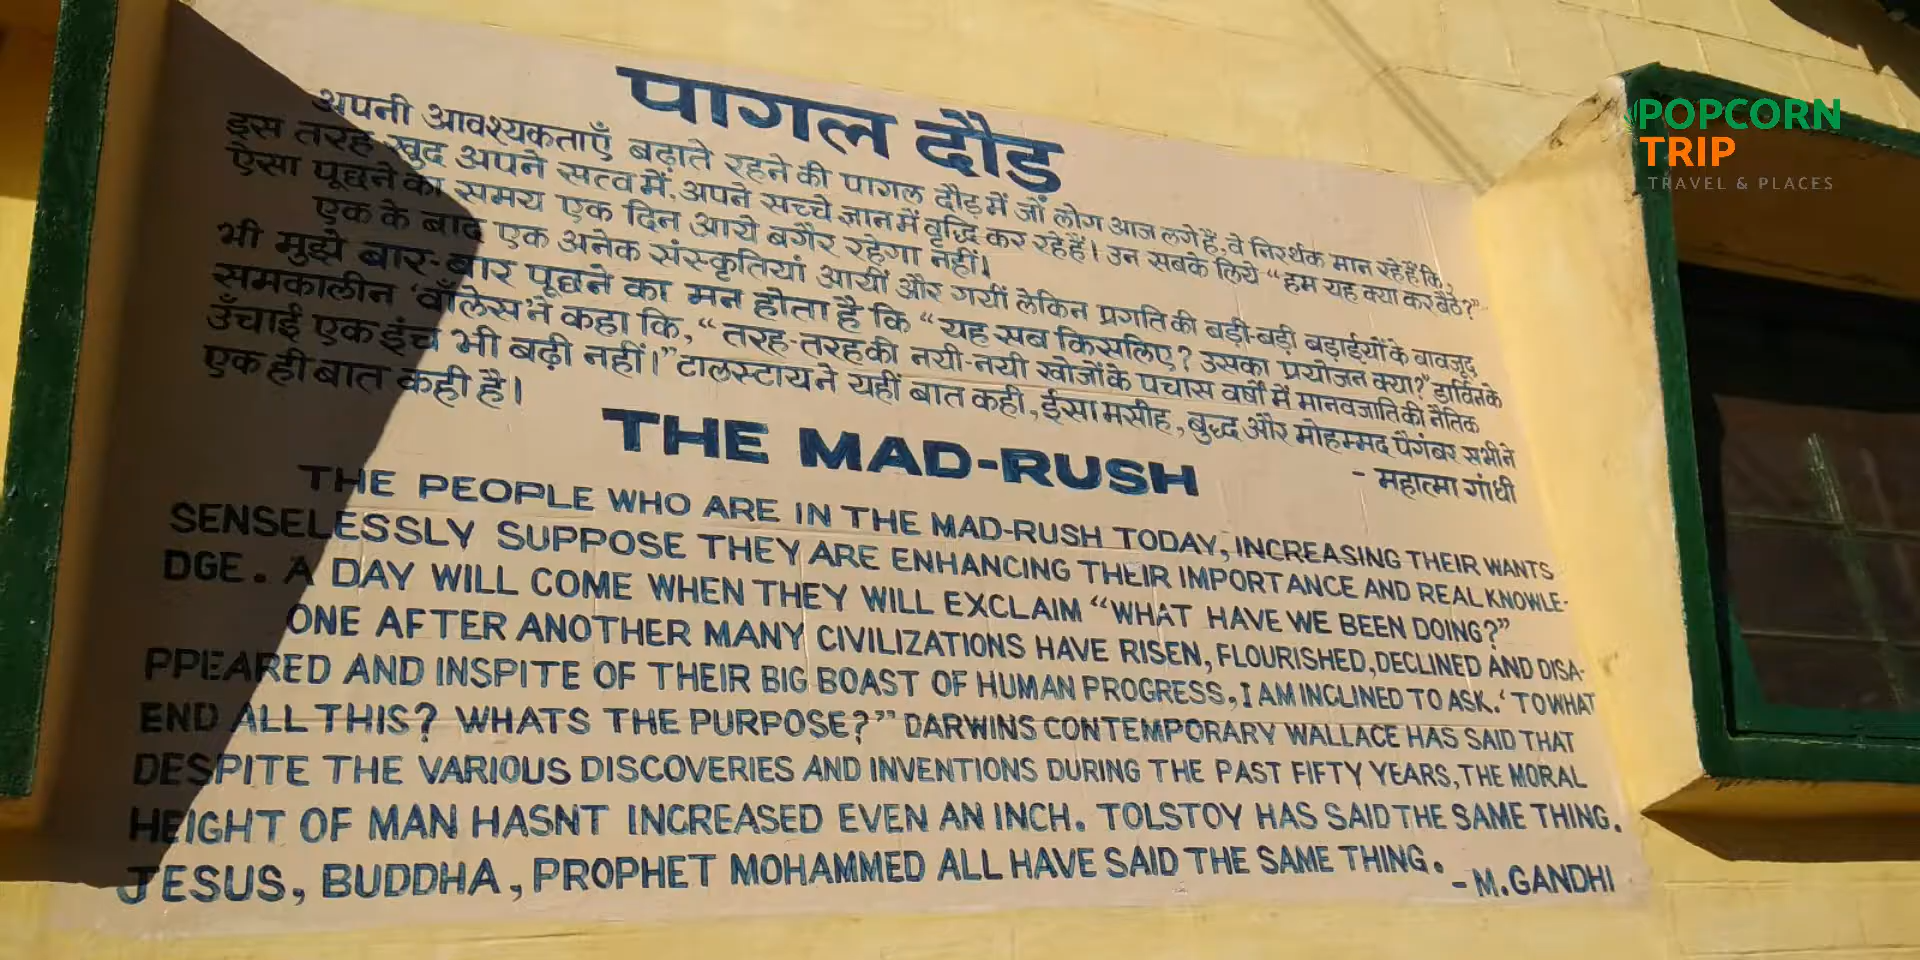 पागल दौड़
अपनी आवश्यकताएँ बढ़ाते रहने की पागल दौड़ में जों लोग आज लगे हैं, वे निरर्थक मान रहे हैं कि,
इस तरह खुद अपने सत्व में, अपने सच्चे ज्ञान में वृद्धि कर रहे हैं। उन सबके लिये “हम यह क्या कर बैठे?”
ऐसा पूछने का समय एक दिन आये बगैर रहेगा नहीं।
एक के बाद एक अनेक संस्कृतियां आयीं और गयीं लेकिन प्रगति की बड़ी-बड़ी बड़ाईयों के बावजूद
भी मुझे बार-बार पूछने का मन होता है कि “यह सब किसलिए? उसका प्रयोजन क्या?” डार्विन के
समकालीन ‘वॉलेस’ ने कहा कि, “तरह-तरह की नयी-नयी खोजों के पचास वर्षों में मानवजाति की नैतिक
उँचाई एक इंच भी बढ़ी नहीं।” टालस्टाय ने यहीं बात कही, ईसा मसीह, बुद्ध और मोहम्मद पैगंबर सभी ने
एक ही बात कही है।
- महात्मा गांधी
THE MAD-RUSH
THE PEOPLE WHO ARE IN THE MAD-RUSH TODAY, INCREASING THEIR WANTS
SENSELESSLY SUPPOSE THEY ARE ENHANCING THEIR IMPORTANCE AND REAL KNOWLE-
DGE. A DAY WILL COME WHEN THEY WILL EXCLAIM “WHAT HAVE WE BEEN DOING?”
ONE AFTER ANOTHER MANY CIVILIZATIONS HAVE RISEN, FLOURISHED, DECLINED AND DISA-
PPEARED AND INSPITE OF THEIR BIG BOAST OF HUMAN PROGRESS, I AM INCLINED TO ASK. ‘TO WHAT
END ALL THIS? WHATS THE PURPOSE?” DARWINS CONTEMPORARY WALLACE HAS SAID THAT
DESPITE THE VARIOUS DISCOVERIES AND INVENTIONS DURING THE PAST FIFTY YEARS, THE MORAL
HEIGHT OF MAN HASNT INCREASED EVEN AN INCH. TOLSTOY HAS SAID THE SAME THING.
JESUS, BUDDHA, PROPHET MOHAMMED ALL HAVE SAID THE SAME THING.
- M. GANDHI
POPCORN
TRIP
TRAVEL & PLACES